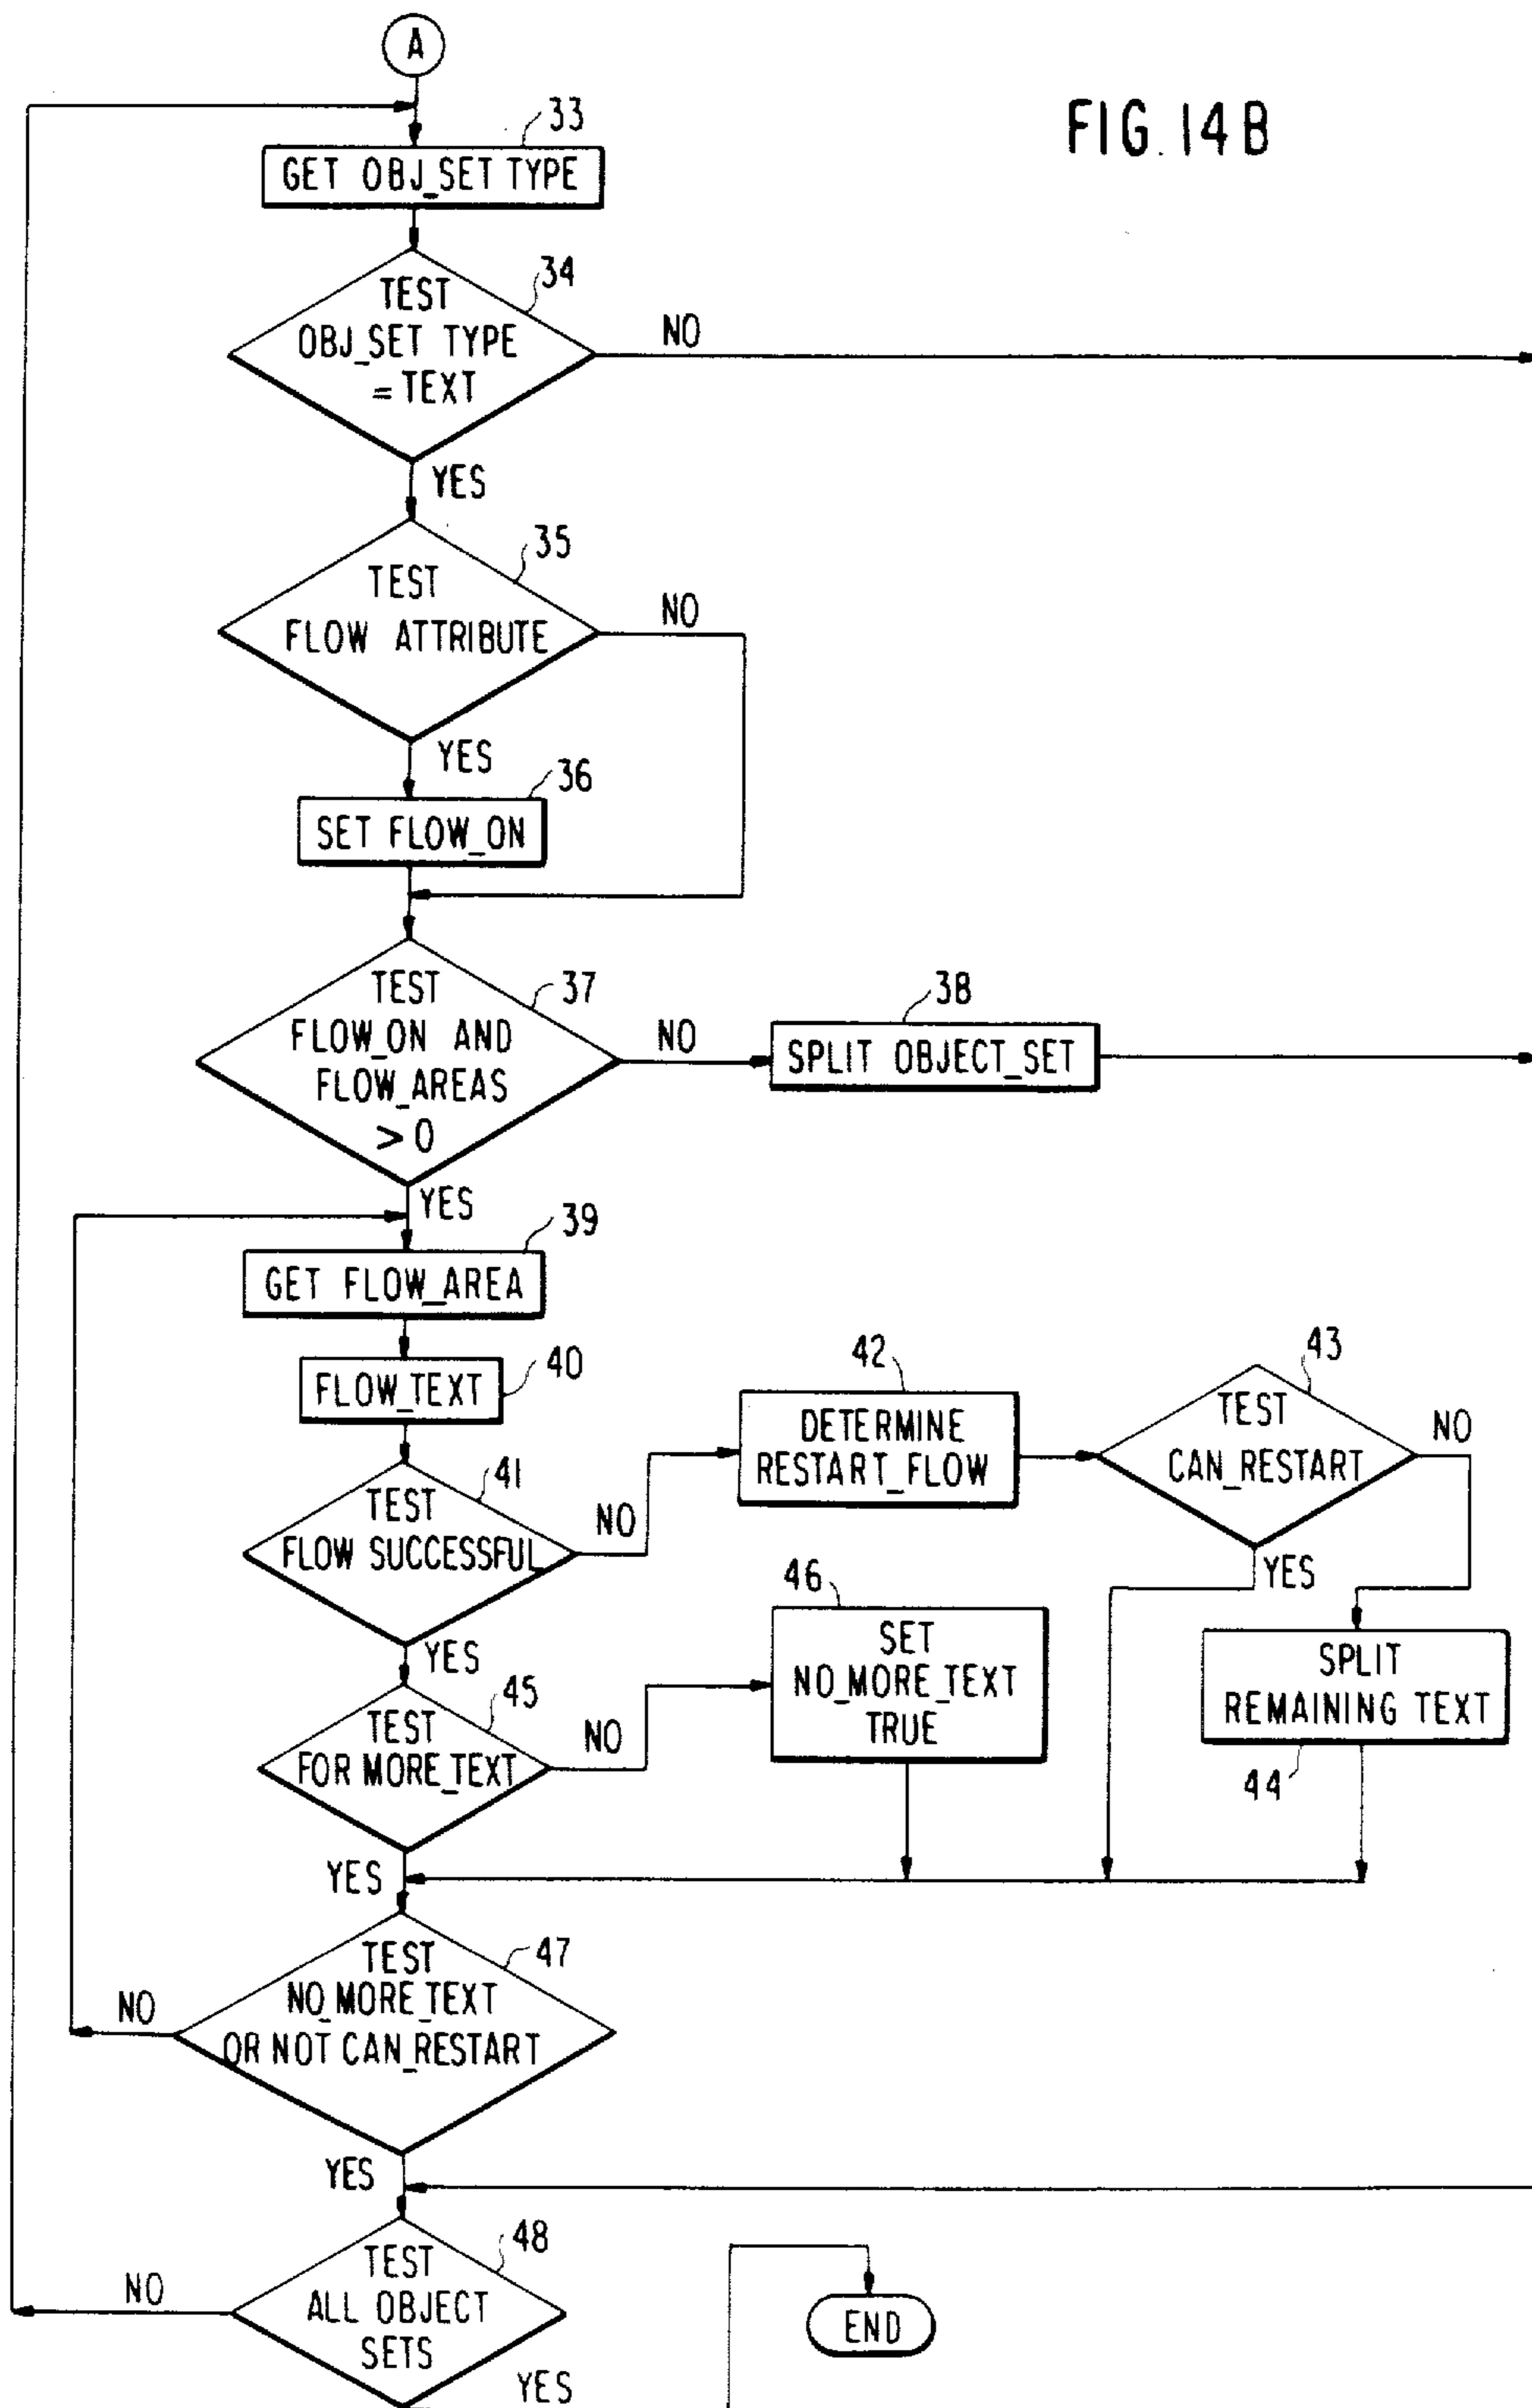 A
FIG. 14B
33
GET OBJ_SET TYPE
34
TEST
OBJ_SET TYPE
= TEXT
NO
YES
35
TEST
FLOW ATTRIBUTE
NO
YES
36
SET FLOW_ON
37
TEST
FLOW_ON AND
FLOW_AREAS
> 0
NO
38
SPLIT OBJECT_SET
YES
39
GET FLOW_AREA
40
FLOW_TEXT
41
TEST
FLOW SUCCESSFUL
NO
42
DETERMINE
RESTART_FLOW
43
TEST
CAN_RESTART
NO
YES
44
SPLIT
REMAINING TEXT
YES
45
TEST
FOR MORE_TEXT
NO
46
SET
NO_MORE_TEXT
TRUE
YES
47
TEST
NO_MORE_TEXT
OR NOT CAN_RESTART
NO
YES
48
TEST
ALL OBJECT
SETS
NO
YES
END